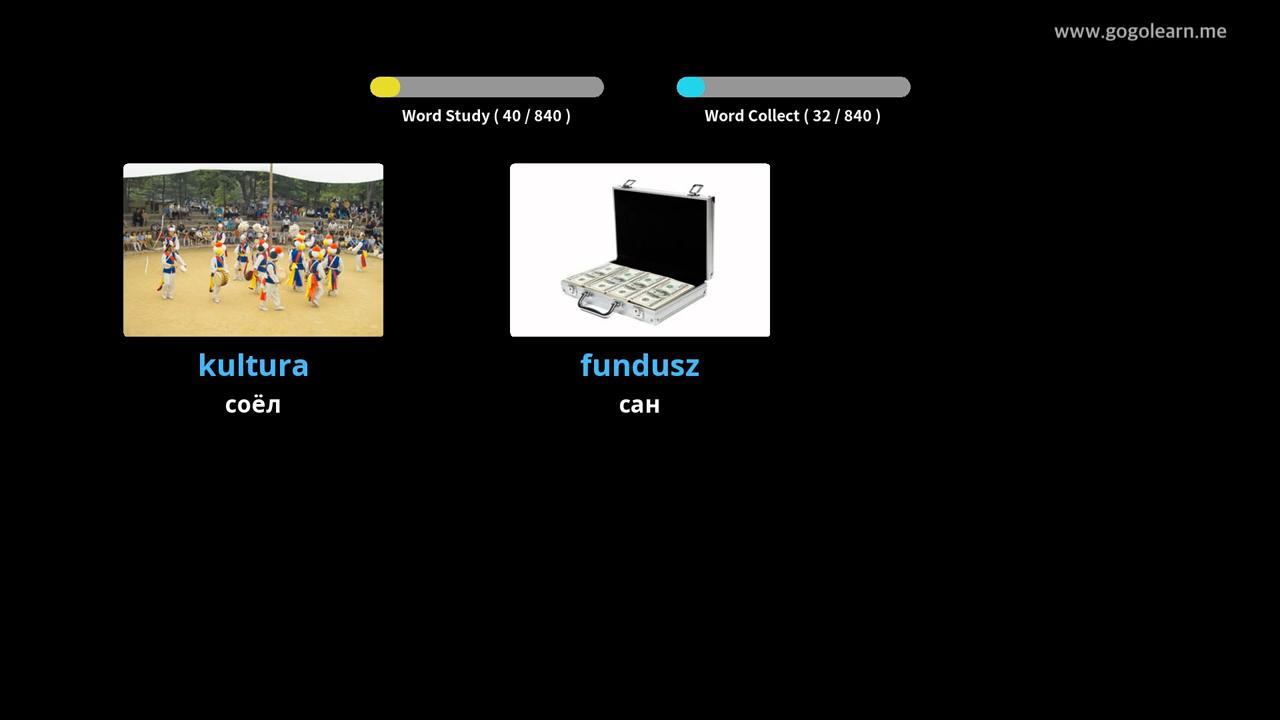 www.gogolearn.me
Word Study ( 40 / 840 )
Word Collect ( 32 / 840 )
kultura
соёл
fundusz
сан